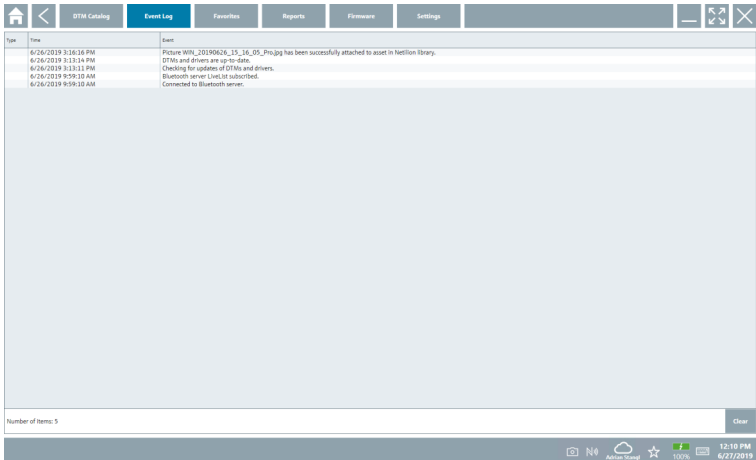 DTM Catalog Event Log Favorites Reports Firmware Settings
Type Time Event
6/26/2019 3:16:16 PM Picture WIN_20190626_15_16_05_Pro.jpg has been successfully attached to asset in Netilion library.
6/26/2019 3:13:14 PM DTMs and drivers are up-to-date.
6/26/2019 3:13:11 PM Checking for updates of DTMs and drivers.
6/26/2019 9:59:10 AM Bluetooth server LiveList subscribed.
6/26/2019 9:59:10 AM Connected to Bluetooth server.
Number of items: 5
Clear
Adrian Stangl 100% 12:10 PM
6/27/2019